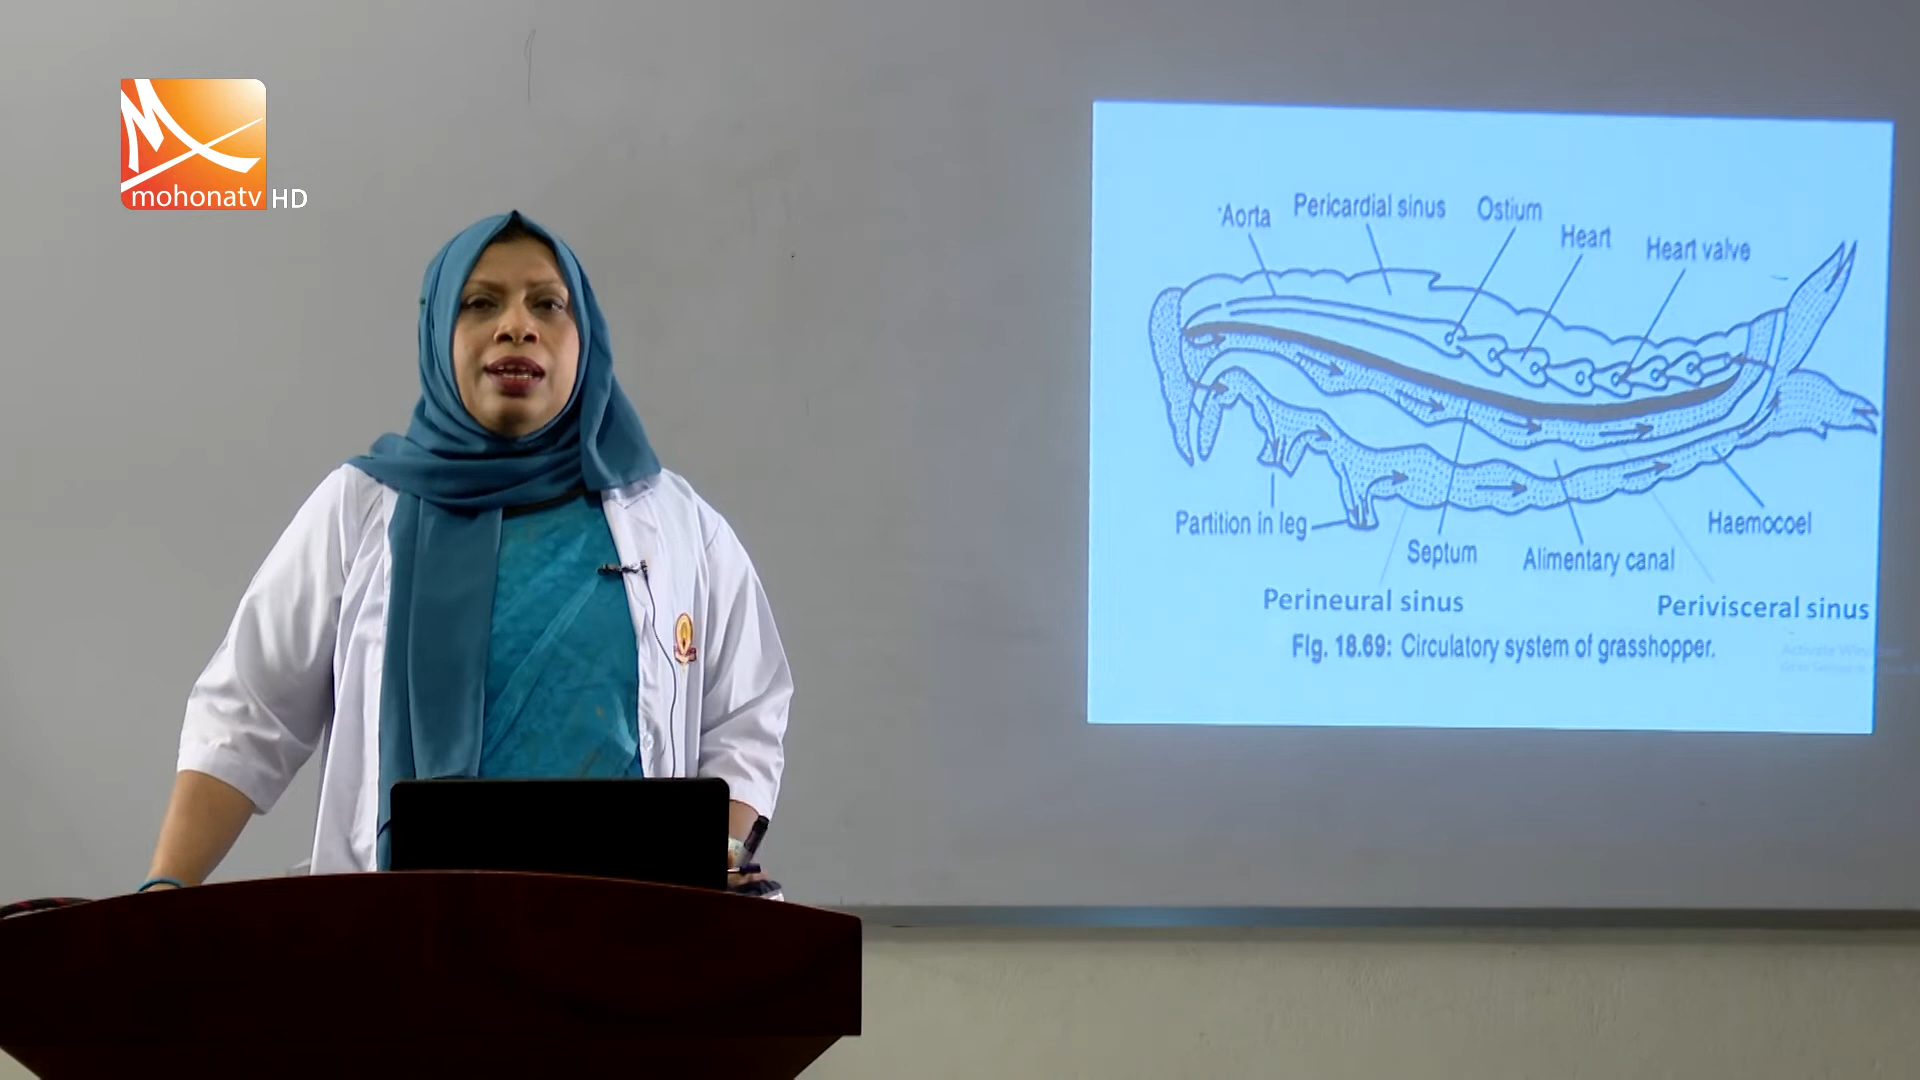 mohonatv HD
Aorta
Pericardial sinus
Ostium
Heart
Heart valve
Partition in leg
Septum
Alimentary canal
Haemocoel
Perineural sinus
Perivisceral sinus
Fig. 18.69: Circulatory system of grasshopper.